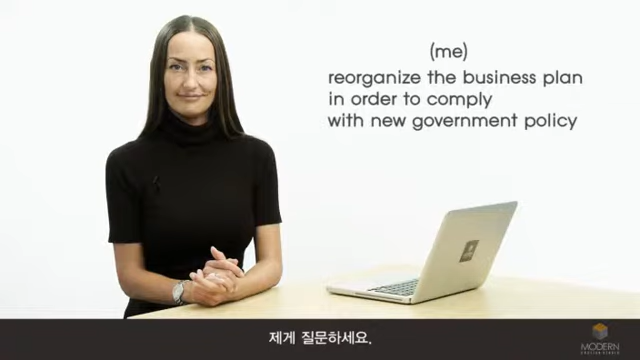 (me)
reorganize the business plan
in order to comply
with new government policy
제게 질문하세요.
MODERN